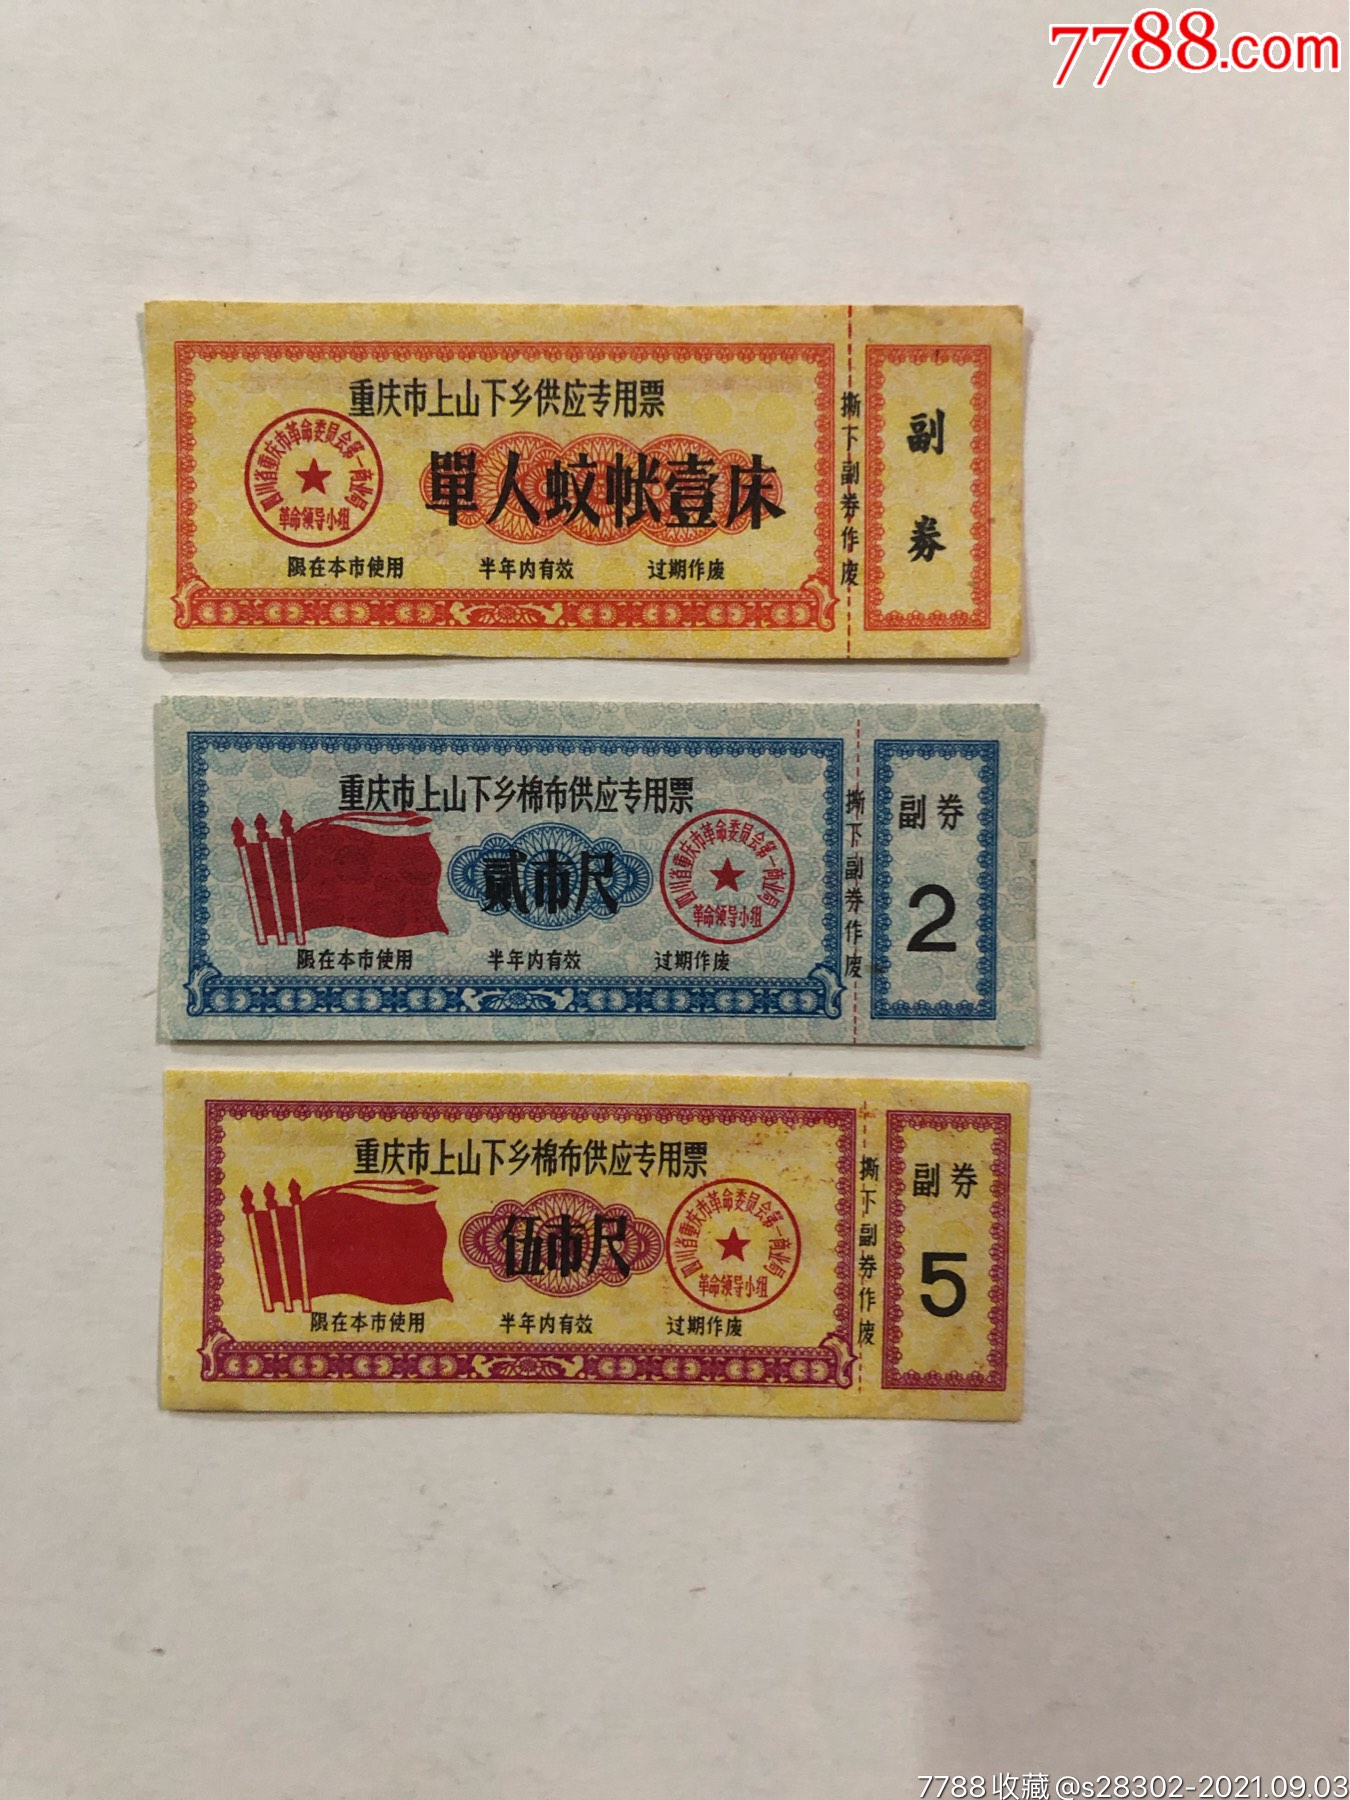 7788.com
重庆市上山下乡供应专用票
四川省重庆市革命委员会第一商业局
革命领导小组
單人蚊帐壹床
限在本市使用 半年内有效 过期作废
撕下副券作废
副券
重庆市上山下乡棉布供应专用票
贰市尺
四川省重庆市革命委员会第一商业局
革命领导小组
限在本市使用 半年内有效 过期作废
撕下副券作废
副券
2
重庆市上山下乡棉布供应专用票
伍市尺
四川省重庆市革命委员会第一商业局
革命领导小组
限在本市使用 半年内有效 过期作废
撕下副券作废
副券
5
7788收藏@s28302-2021.09.03